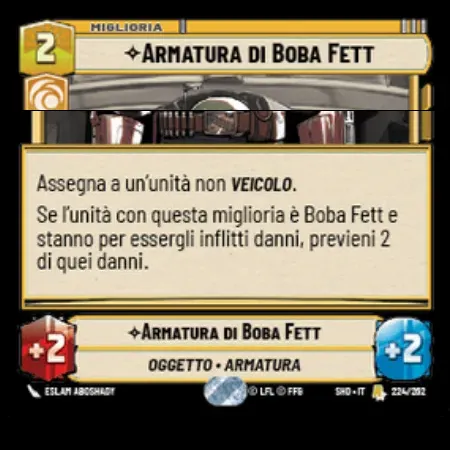 MIGLIORIA
2
✧ARMATURA DI BOBA FETT
Assegna a un'unità non VEICOLO.
Se l'unità con questa miglioria è Boba Fett e
stanno per essergli inflitti danni, previeni 2
di quei danni.
+2
✧ARMATURA DI BOBA FETT
+2
OGGETTO • ARMATURA
ESLAM ABOSHADY
© LFL © FFG
SHD • IT
224/262